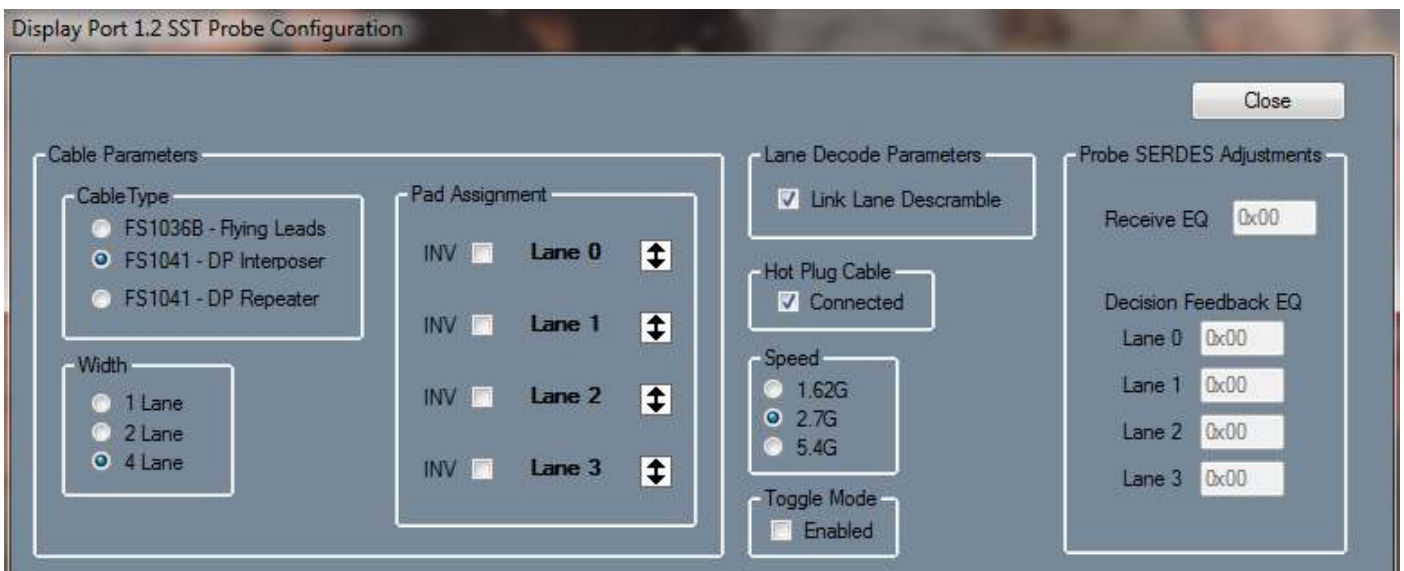 Display Port 1.2 SST Probe Configuration
Close
Cable Parameters
Cable Type
FS1036B - Flying Leads
FS1041 - DP Interposer
FS1041 - DP Repeater
Width
1 Lane
2 Lane
4 Lane
Pad Assignment
INV Lane 0
INV Lane 1
INV Lane 2
INV Lane 3
Lane Decode Parameters
Link Lane Descramble
Hot Plug Cable
Connected
Speed
1.62G
2.7G
5.4G
Toggle Mode
Enabled
Probe SERDES Adjustments
Receive EQ 0x00
Decision Feedback EQ
Lane 0 0x00
Lane 1 0x00
Lane 2 0x00
Lane 3 0x00